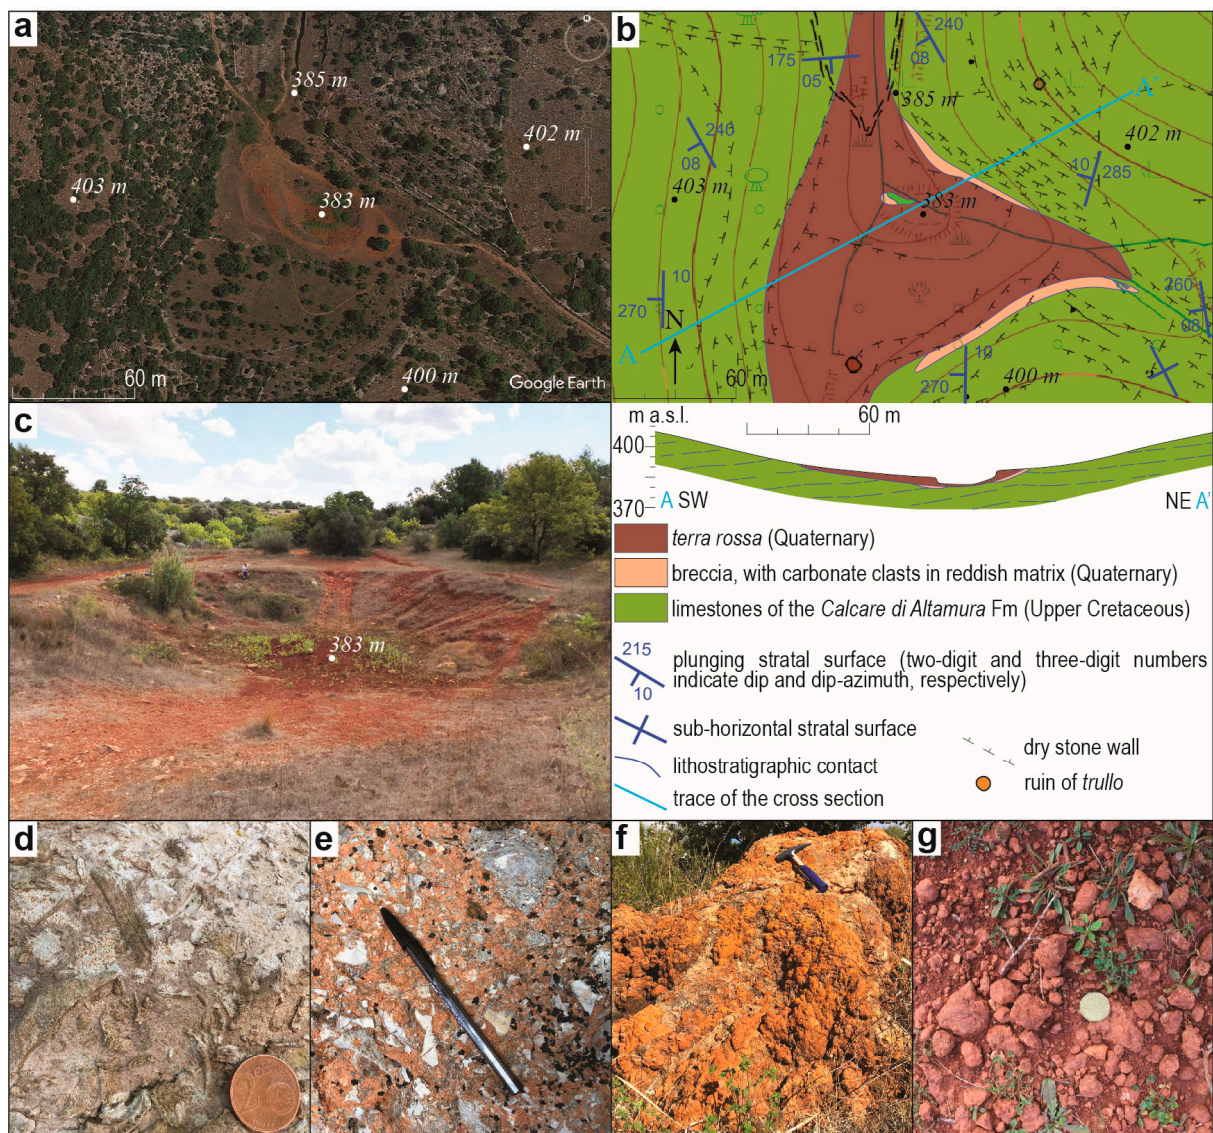 a
385 m
402 m
403 m
383 m
60 m
400 m
Google Earth
b
240
08
175
05
385 m
A'
402 m
240
08
403 m
10
285
383 m
10
270
260
08
N
A
60 m
10
270
400 m
c
383 m
m a.s.l.
60 m
400
370
A SW
NE A'
terra rossa (Quaternary)
breccia, with carbonate clasts in reddish matrix (Quaternary)
limestones of the Calcare di Altamura Fm (Upper Cretaceous)
215
10
plunging stratal surface (two-digit and three-digit numbers
indicate dip and dip-azimuth, respectively)
sub-horizontal stratal surface
lithostratigraphic contact
trace of the cross section
dry stone wall
ruin of trullo
d
2
e
f
g